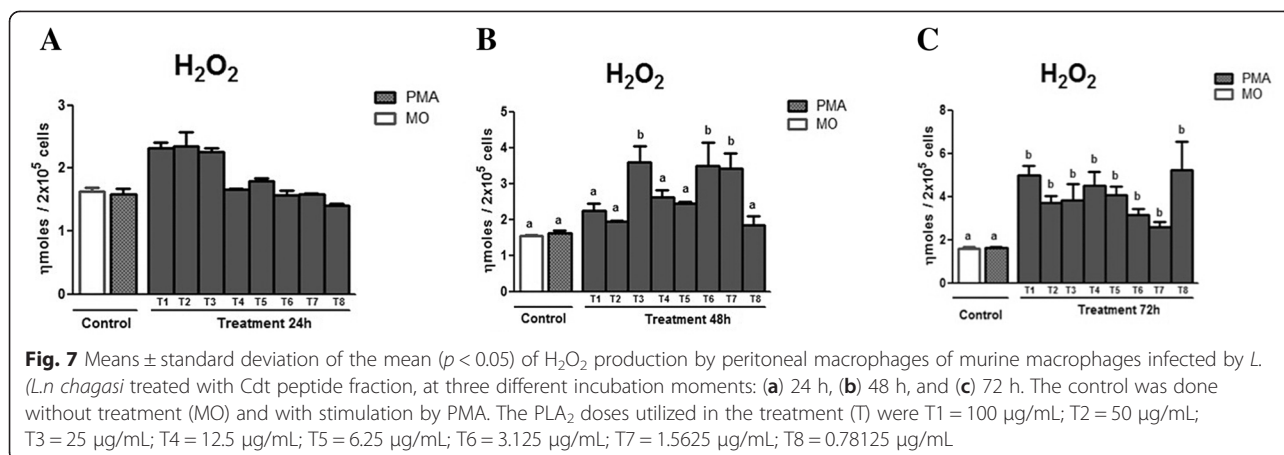 A
H₂O₂
PMA
MO
ηmoles / 2x10⁵ cells
3
2
1
0
T1 T2 T3 T4 T5 T6 T7 T8
Control
Treatment 24h
B
H₂O₂
PMA
MO
ηmoles / 2x10⁵ cells
5
4
3
2
1
0
a a a a b a a b b a
T1 T2 T3 T4 T5 T6 T7 T8
Control
Treatment 48h
C
H₂O₂
PMA
MO
ηmoles / 2x10⁵ cells
8
6
4
2
0
a a b b b b b b b b
T1 T2 T3 T4 T5 T6 T7 T8
Control
Treatment 72h
Fig. 7 Means ± standard deviation of the mean (p < 0.05) of H₂O₂ production by peritoneal macrophages of murine macrophages infected by L.
(L.n chagasi treated with Cdt peptide fraction, at three different incubation moments: (a) 24 h, (b) 48 h, and (c) 72 h. The control was done
without treatment (MO) and with stimulation by PMA. The PLA₂ doses utilized in the treatment (T) were T1 = 100 μg/mL; T2 = 50 μg/mL;
T3 = 25 μg/mL; T4 = 12.5 μg/mL; T5 = 6.25 μg/mL; T6 = 3.125 μg/mL; T7 = 1.5625 μg/mL; T8 = 0.78125 μg/mL